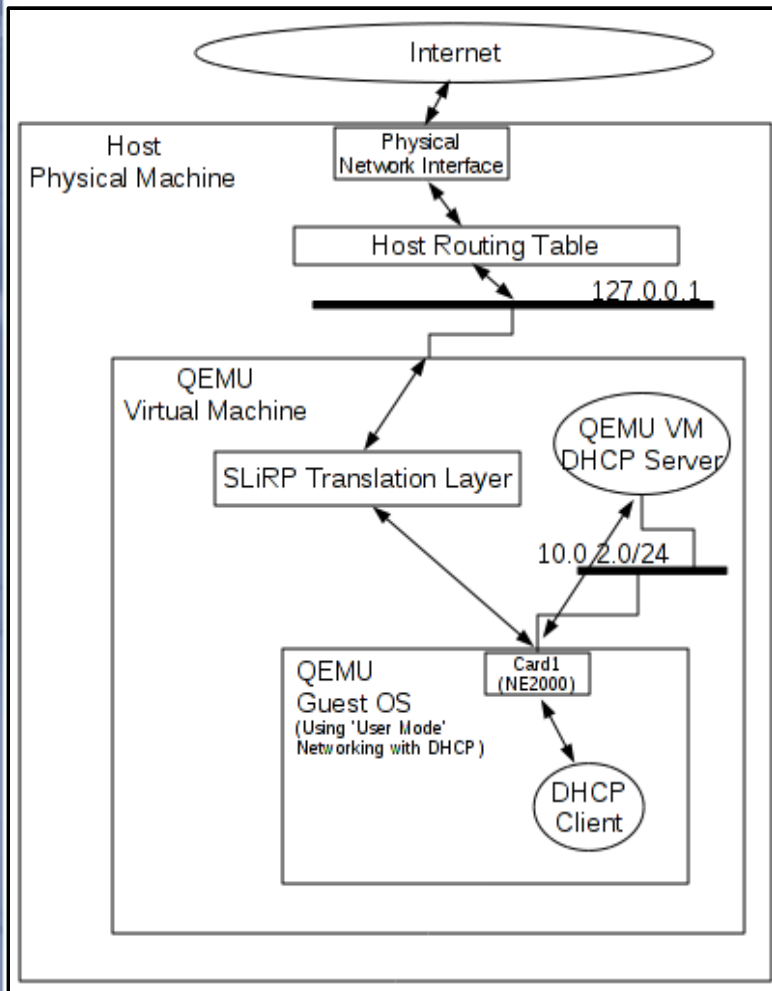 Internet
Host
Physical Machine
Physical
Network Interface
Host Routing Table
127.0.0.1
QEMU
Virtual Machine
QEMU VM
DHCP Server
SLiRP Translation Layer
10.0.2.0/24
Card1
(NE2000)
QEMU
Guest OS
(Using 'User Mode'
Networking with DHCP)
DHCP
Client